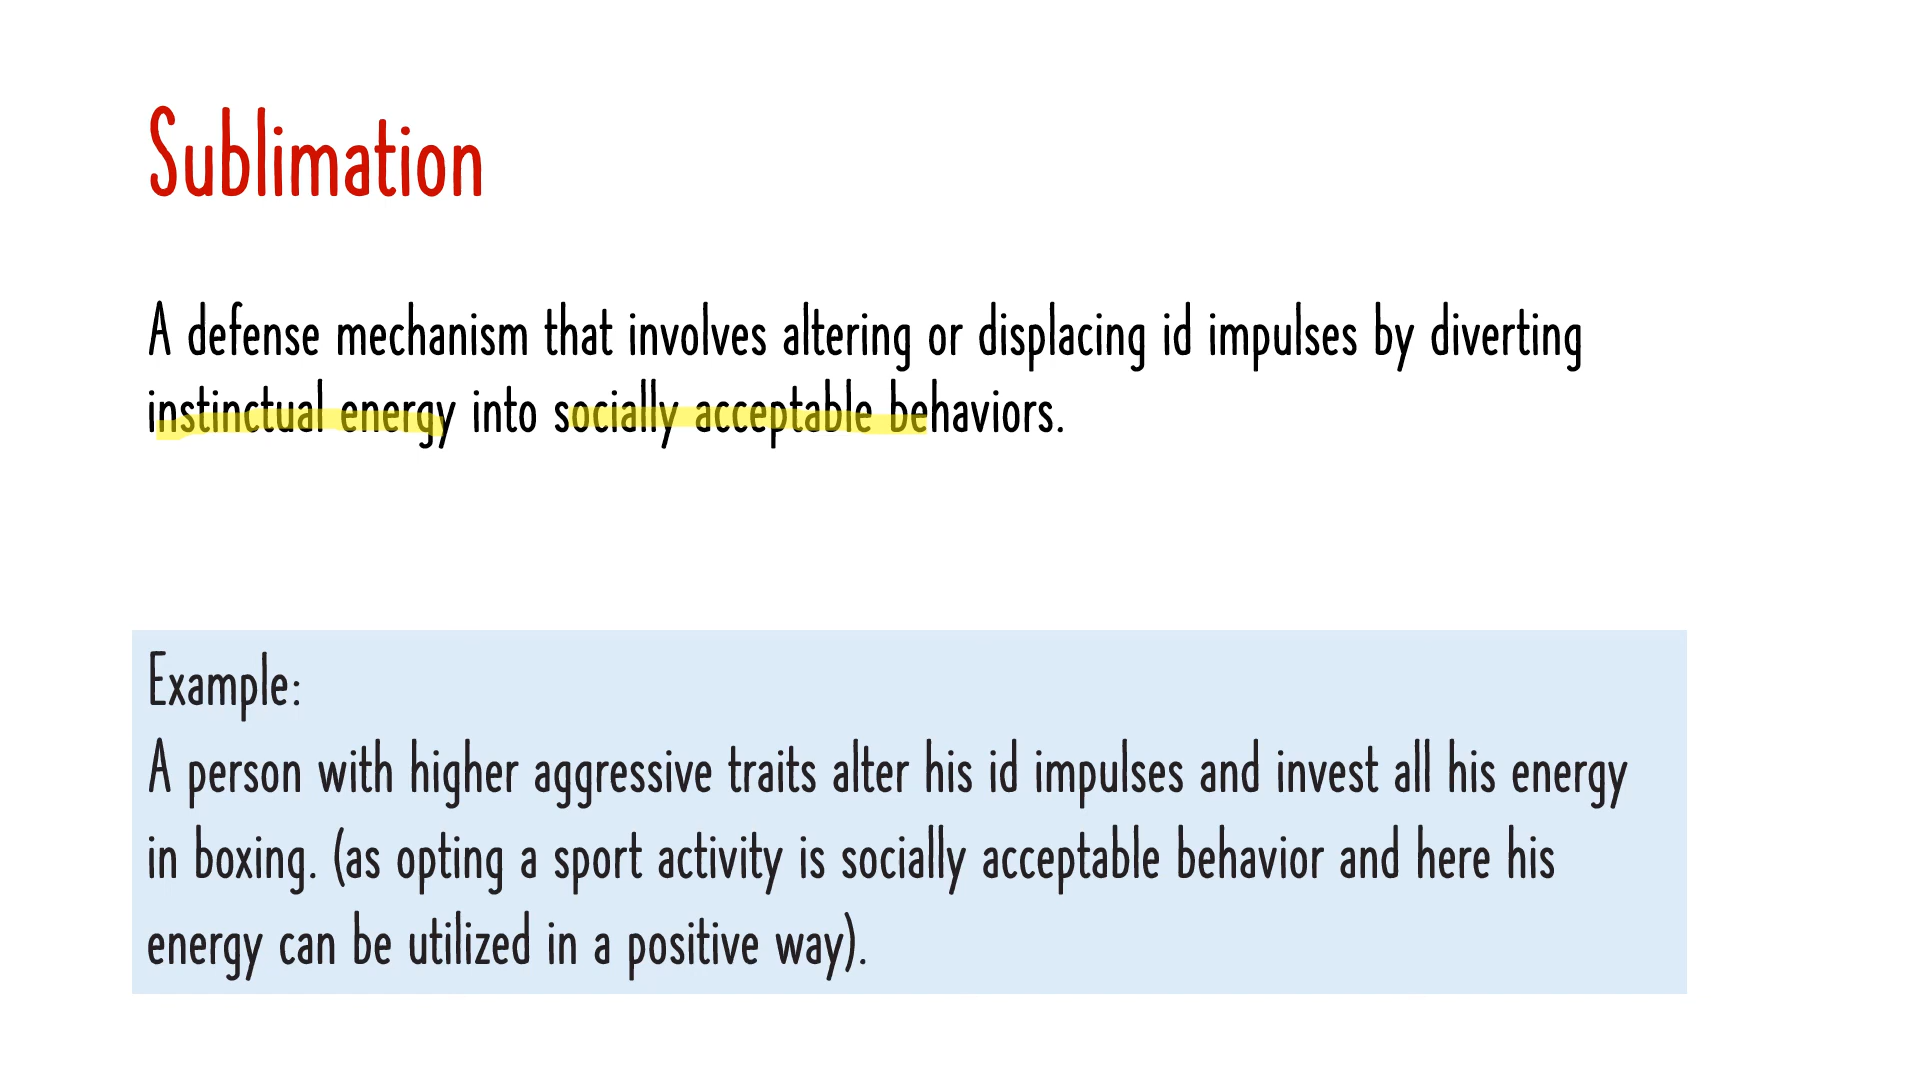 Sublimation
A defense mechanism that involves altering or displacing id impulses by diverting
instinctual energy into socially acceptable behaviors.
Example:
A person with higher aggressive traits alter his id impulses and invest all his energy
in boxing. (as opting a sport activity is socially acceptable behavior and here his
energy can be utilized in a positive way).